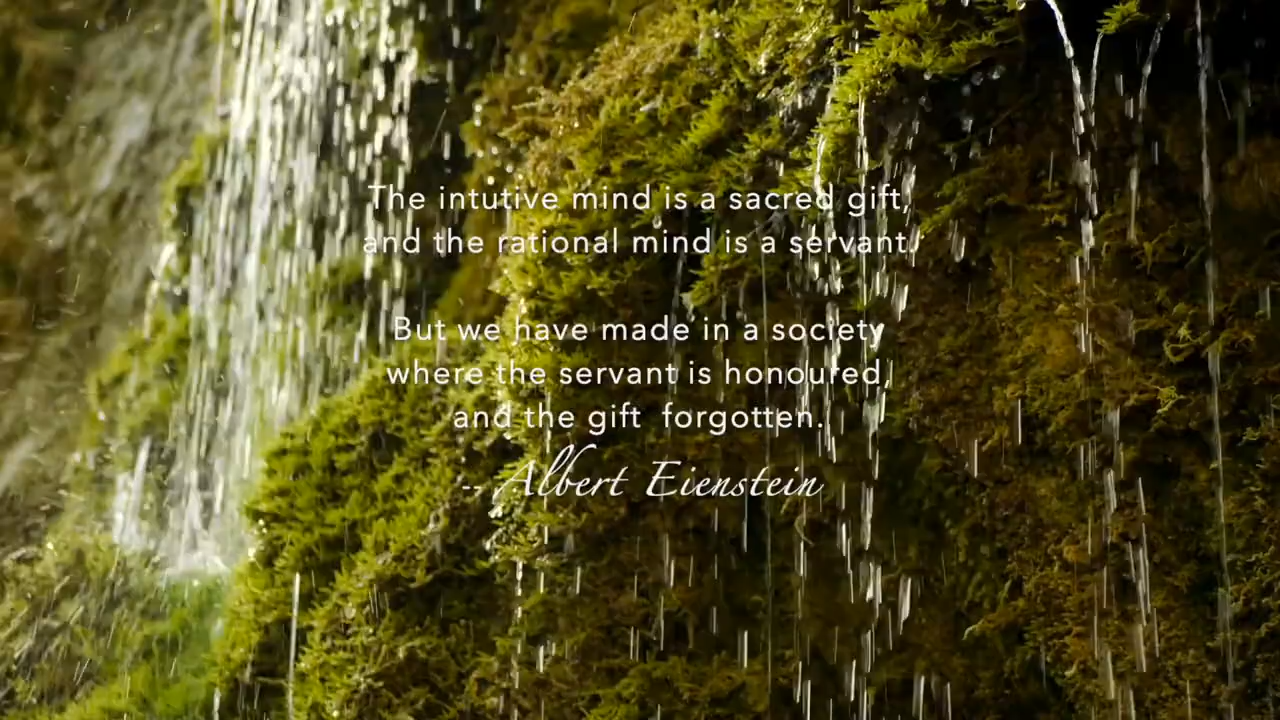 The intutive mind is a sacred gift,
and the rational mind is a servant.
But we have made in a society
where the servant is honoured,
and the gift forgotten.
-- Albert Eienstein